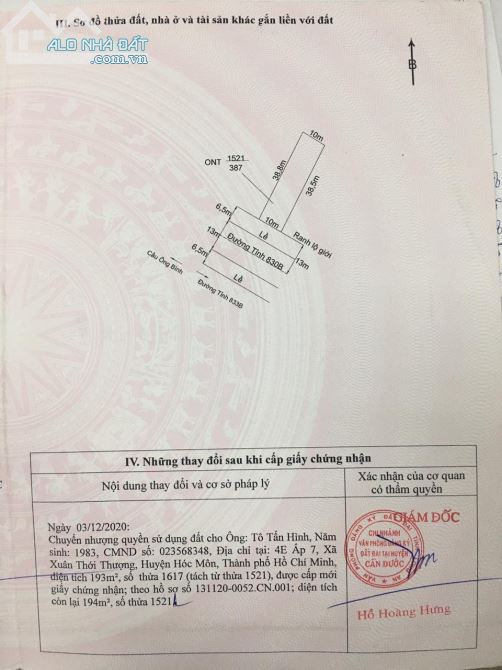 III. Sơ đồ thửa đất, nhà ở và tài sản khác gắn liền với đất
ALO NHÀ ĐẤT
.com.vn
B
10m
ONT 1521
387
38,8m
38,5m
6,5m
10m
Lề
Ranh lộ giới
13m
Đường Tỉnh 830B
13m
6,5m
Lề
Cầu Ông Bình
Đường Tỉnh 833B
IV. Những thay đổi sau khi cấp giấy chứng nhận
Nội dung thay đổi và cơ sở pháp lý
Xác nhận của cơ quan
có thẩm quyền
Ngày 03/12/2020:
Chuyển nhượng quyền sử dụng đất cho Ông: Tô Tấn Hình, Năm
sinh: 1983, CMND số: 023568348, Địa chỉ tại: 4E Ấp 7, Xã
Xuân Thới Thượng, Huyện Hóc Môn, Thành phố Hồ Chí Minh,
diện tích 193m², số thửa 1617 (tách từ thửa 1521), được cấp mới
giấy chứng nhận; theo hồ sơ số 131120-0052.CN.001; diện tích
còn lại 194m², số thửa 1521
GIÁM ĐỐC
CHI NHÁNH
VĂN PHÒNG ĐĂNG KÝ
ĐẤT ĐAI TẠI HUYỆN
CẦN ĐƯỚC
Hồ Hoàng Hưng